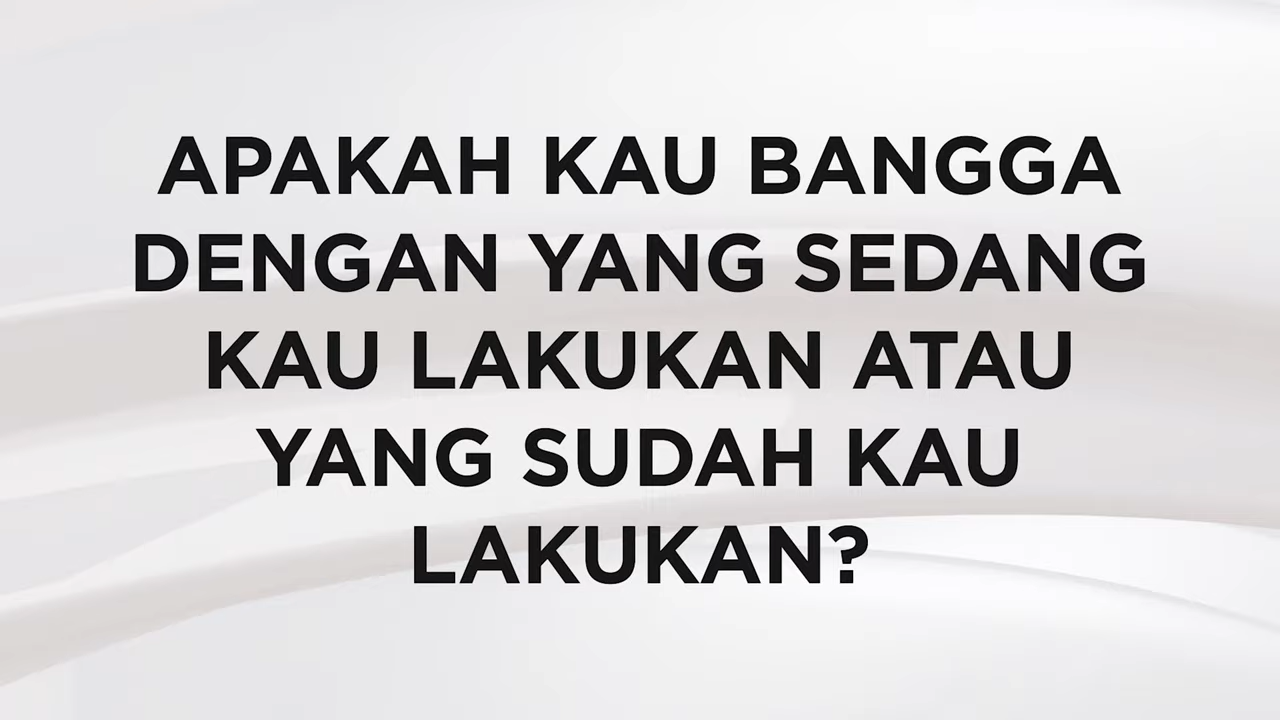 APAKAH KAU BANGGA
DENGAN YANG SEDANG
KAU LAKUKAN ATAU
YANG SUDAH KAU
LAKUKAN?